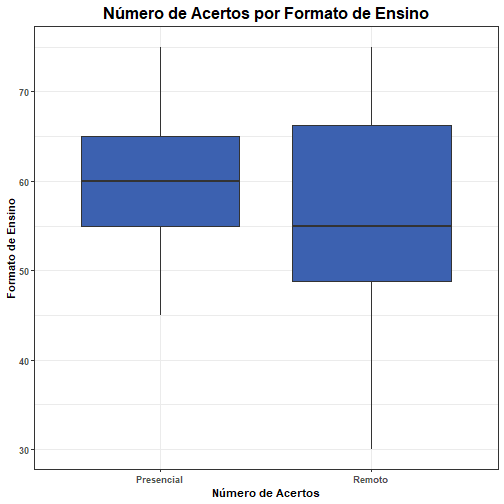 Número de Acertos por Formato de Ensino
Formato de Ensino
70
60
50
40
30
Presencial
Remoto
Número de Acertos